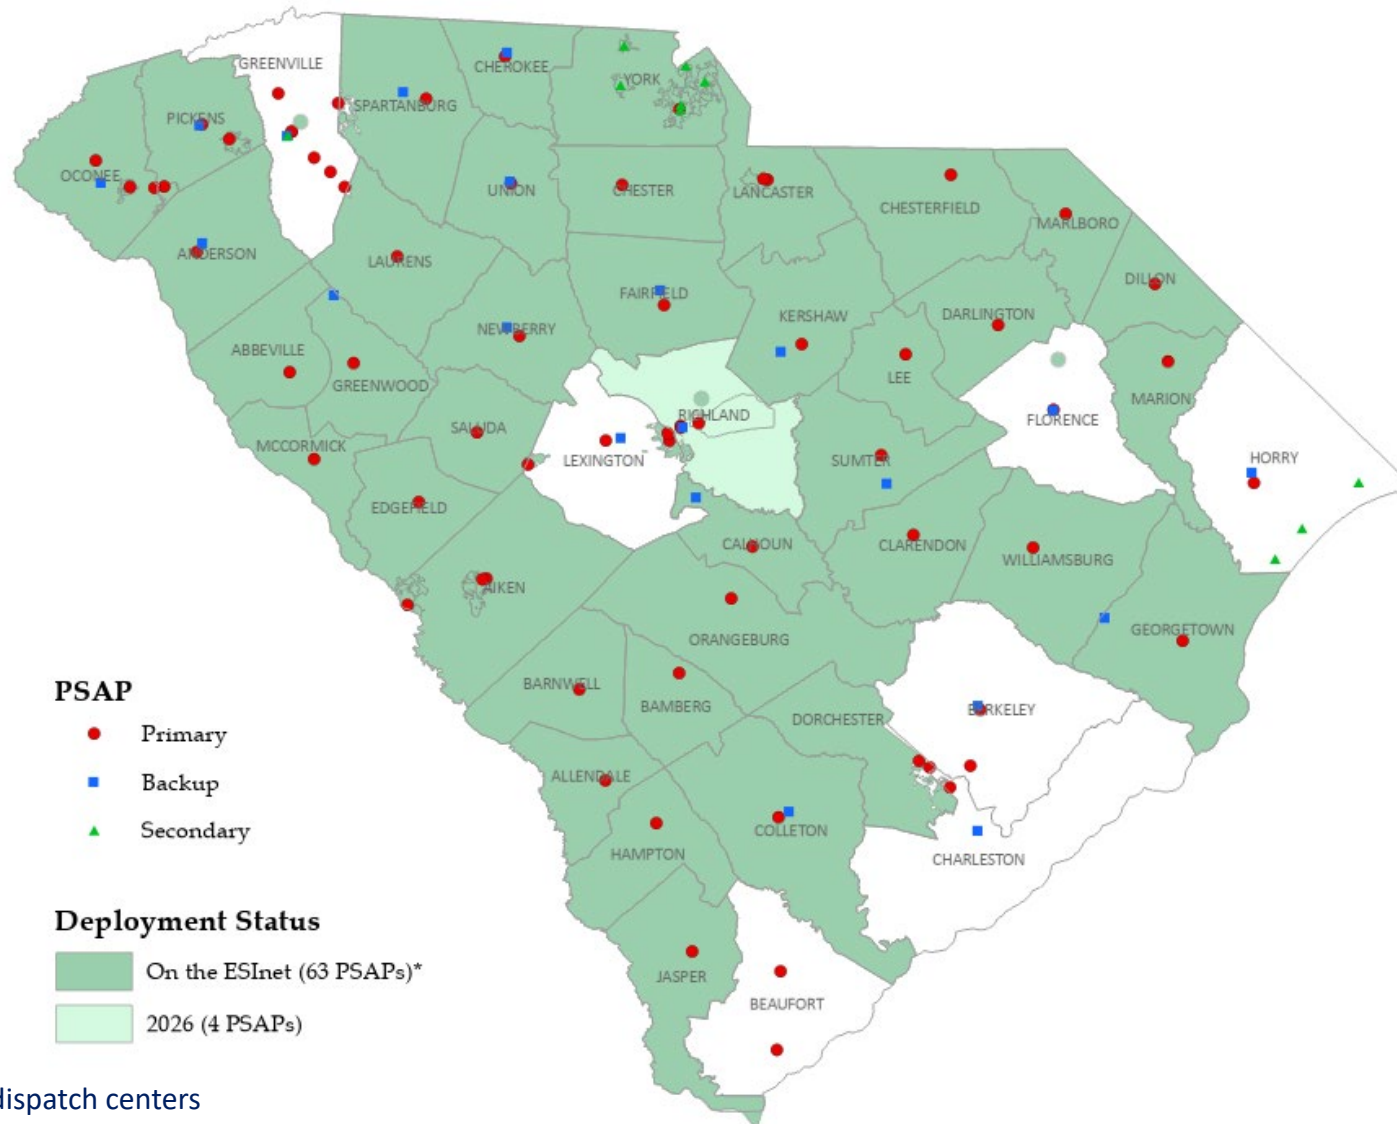 GREENVILLE
CHEROKEE
YORK
SPARTANBURG
PICKENS
OCONEE
UNION
CHESTER
LANCASTER
CHESTERFIELD
MARLBORO
ANDERSON
LAURENS
DILLON
FAIRFIELD
KERSHAW
DARLINGTON
NEWBERRY
ABBEVILLE
GREENWOOD
LEE
MARION
RICHLAND
FLORENCE
SALUDA
MCCORMICK
LEXINGTON
SUMTER
HORRY
EDGEFIELD
CALHOUN
CLARENDON
WILLIAMSBURG
AIKEN
GEORGETOWN
ORANGEBURG
BARNWELL
BAMBERG
BERKELEY
DORCHESTER
ALLENDALE
COLLETON
HAMPTON
CHARLESTON
JASPER
BEAUFORT
PSAP
Primary
Backup
Secondary
Deployment Status
On the ESInet (63 PSAPs)*
2026 (4 PSAPs)
dispatch centers